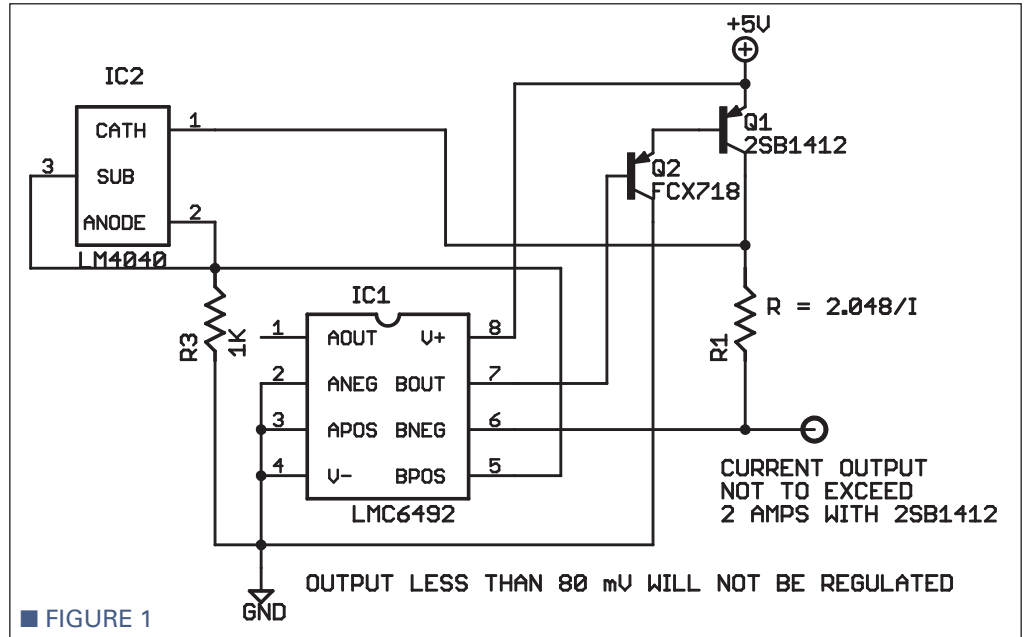 +5V
IC2
CATH
1
Q1
2SB1412
3
SUB
Q2
FCX718
ANODE
2
LM4040
IC1
R = 2.048/I
R3
1K
R1
1
AOUT
V+
8
2
ANEG
BOUT
7
3
APOS
BNEG
6
4
V-
BPOS
5
LMC6492
CURRENT OUTPUT
NOT TO EXCEED
2 AMPS WITH 2SB1412
OUTPUT LESS THAN 80 mV WILL NOT BE REGULATED
GND
■ FIGURE 1